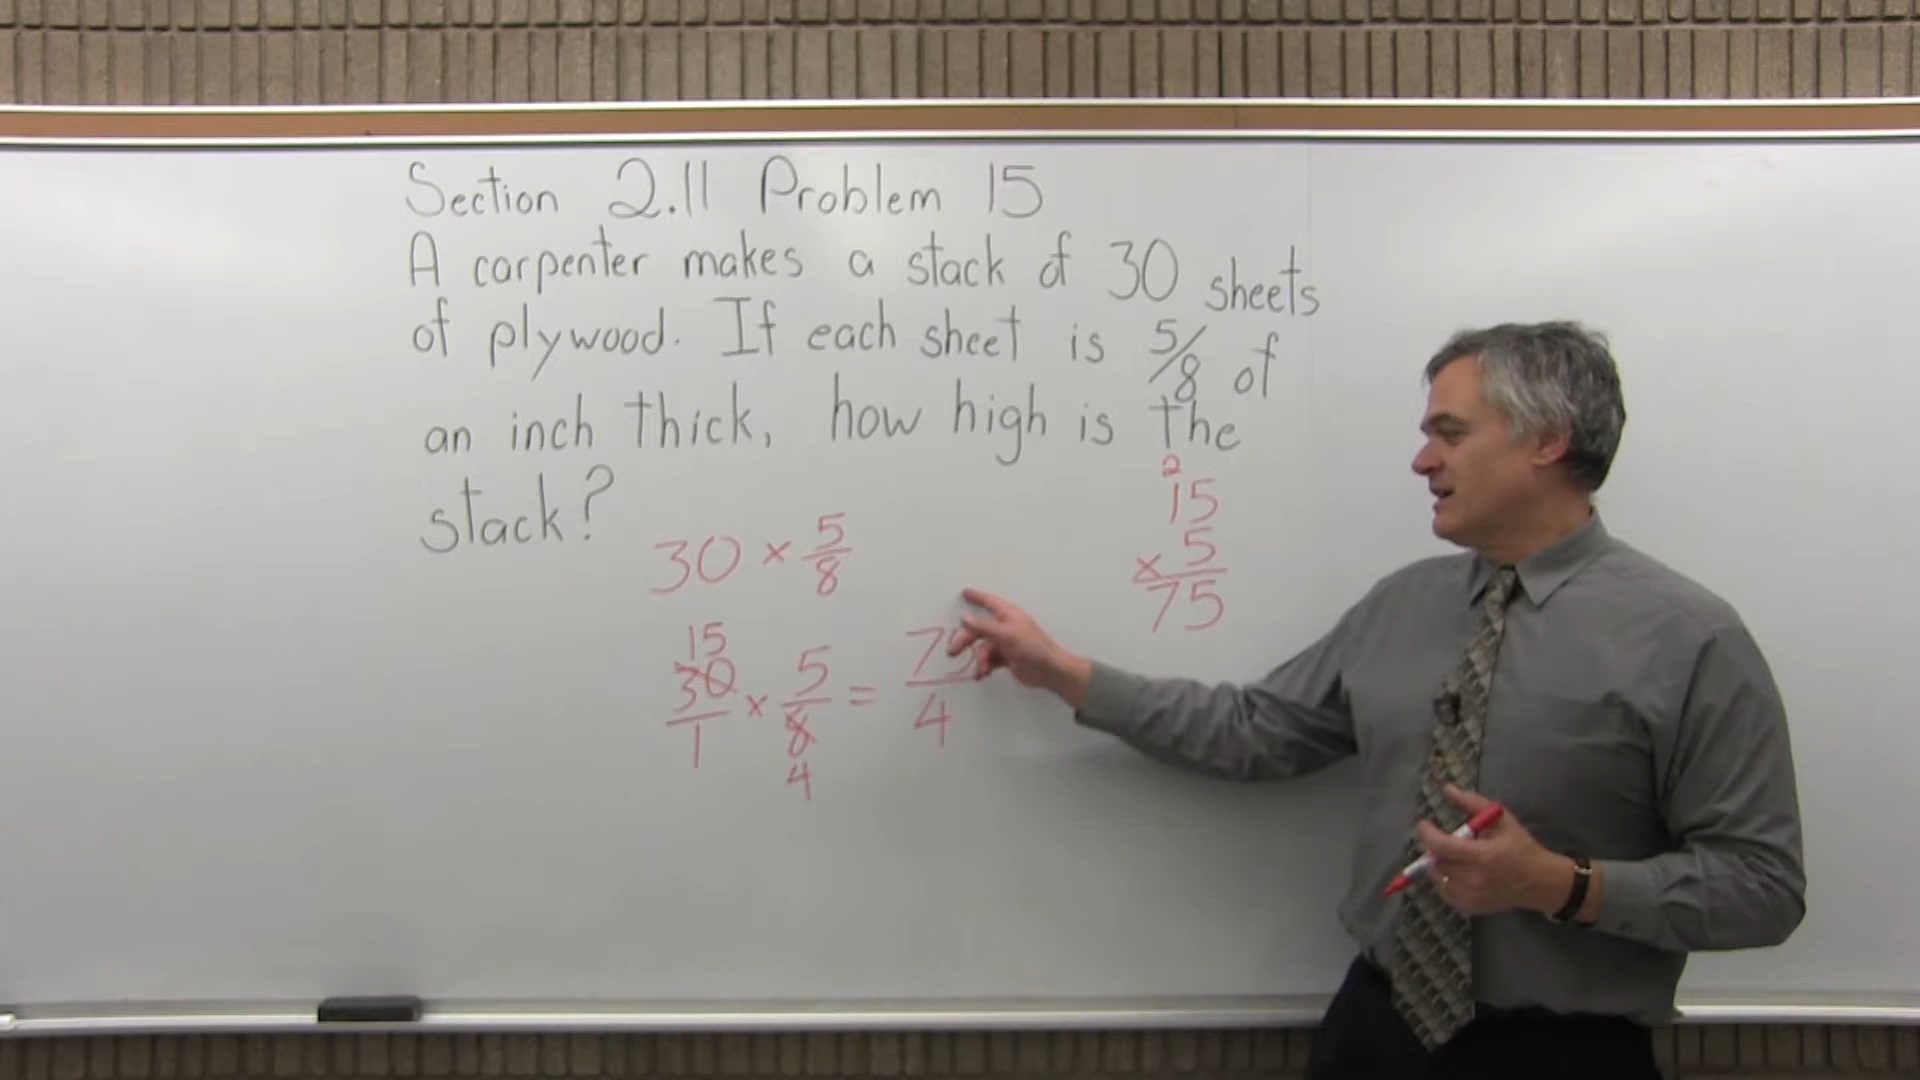 Section 2.11 Problem 15
A carpenter makes a stack of 30 sheets
of plywood. If each sheet is 5/8 of
an inch thick, how high is the
stack?
30 × 5/8
15
30/1 × 5/8 = 75/4
4
2
15
× 5
75